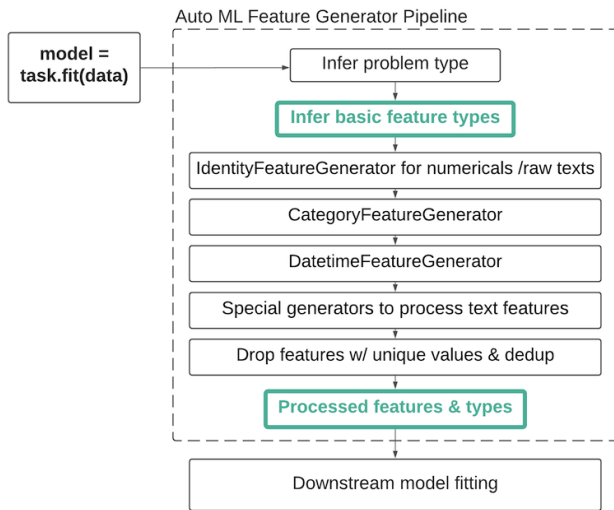 Auto ML Feature Generator Pipeline
model =
task.fit(data)
Infer problem type
Infer basic feature types
IdentityFeatureGenerator for numericals /raw texts
CategoryFeatureGenerator
DatetimeFeatureGenerator
Special generators to process text features
Drop features w/ unique values & dedup
Processed features & types
Downstream model fitting